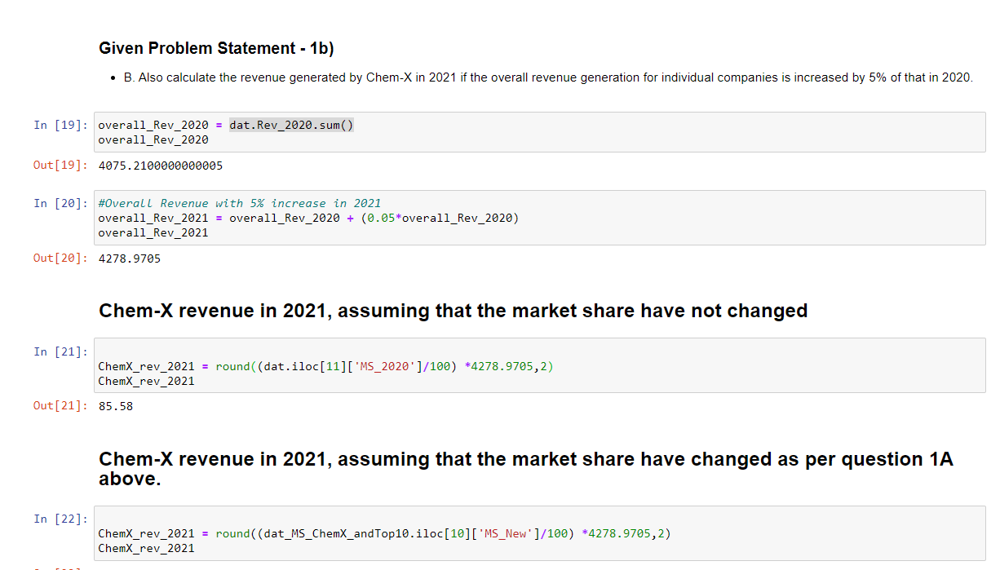 Given Problem Statement - 1b)
• B. Also calculate the revenue generated by Chem-X in 2021 if the overall revenue generation for individual companies is increased by 5% of that in 2020.
In [19]: overall_Rev_2020 = dat.Rev_2020.sum()
overall_Rev_2020
Out[19]: 4075.2100000000005
In [20]: #Overall Revenue with 5% increase in 2021
overall_Rev_2021 = overall_Rev_2020 + (0.05*overall_Rev_2020)
overall_Rev_2021
Out[20]: 4278.9705
Chem-X revenue in 2021, assuming that the market share have not changed
In [21]:
ChemX_rev_2021 = round((dat.iloc[11]['MS_2020']/100) *4278.9705,2)
ChemX_rev_2021
Out[21]: 85.58
Chem-X revenue in 2021, assuming that the market share have changed as per question 1A
above.
In [22]:
ChemX_rev_2021 = round((dat_MS_ChemX_andTop10.iloc[10]['MS_New']/100) *4278.9705,2)
ChemX_rev_2021